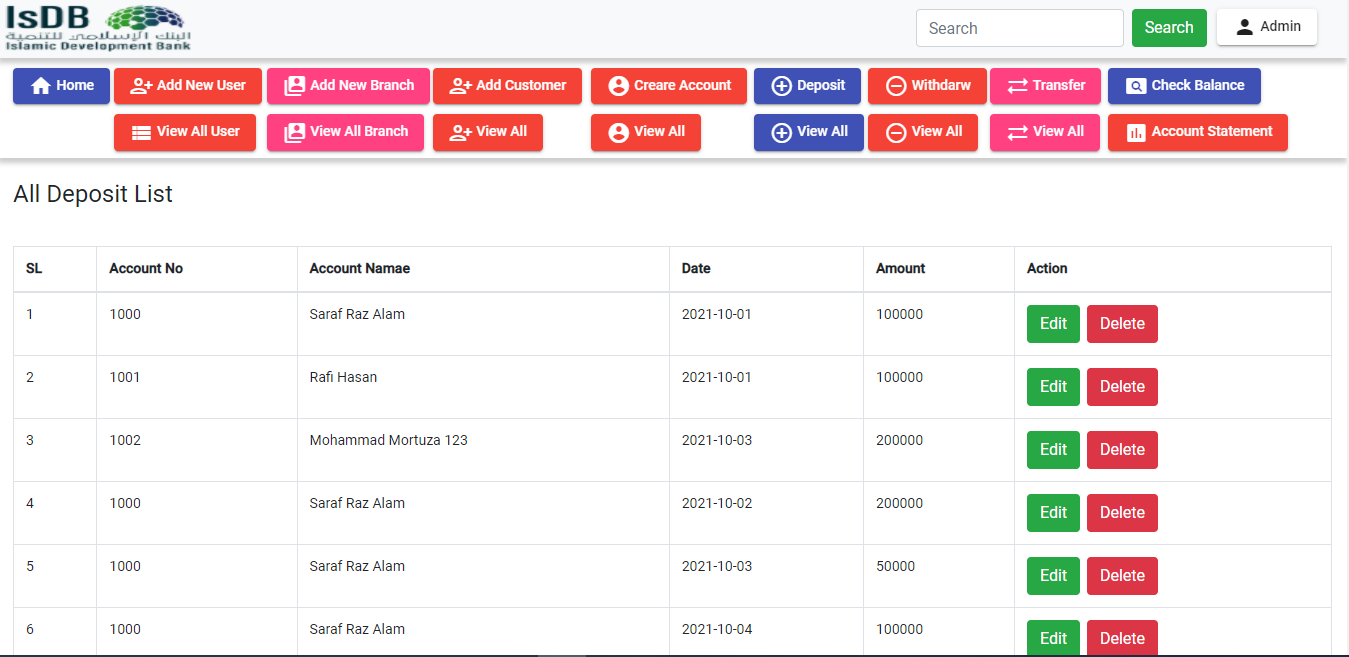 IsDB
البنك الإسلامي للتنمية
Islamic Development Bank
Search Search Admin
Home Add New User Add New Branch Add Customer Creare Account Deposit Withdarw Transfer Check Balance
View All User View All Branch View All View All View All View All View All Account Statement
All Deposit List
SL Account No Account Namae Date Amount Action
1 1000 Saraf Raz Alam 2021-10-01 100000 Edit Delete
2 1001 Rafi Hasan 2021-10-01 100000 Edit Delete
3 1002 Mohammad Mortuza 123 2021-10-03 200000 Edit Delete
4 1000 Saraf Raz Alam 2021-10-02 200000 Edit Delete
5 1000 Saraf Raz Alam 2021-10-03 50000 Edit Delete
6 1000 Saraf Raz Alam 2021-10-04 100000 Edit Delete